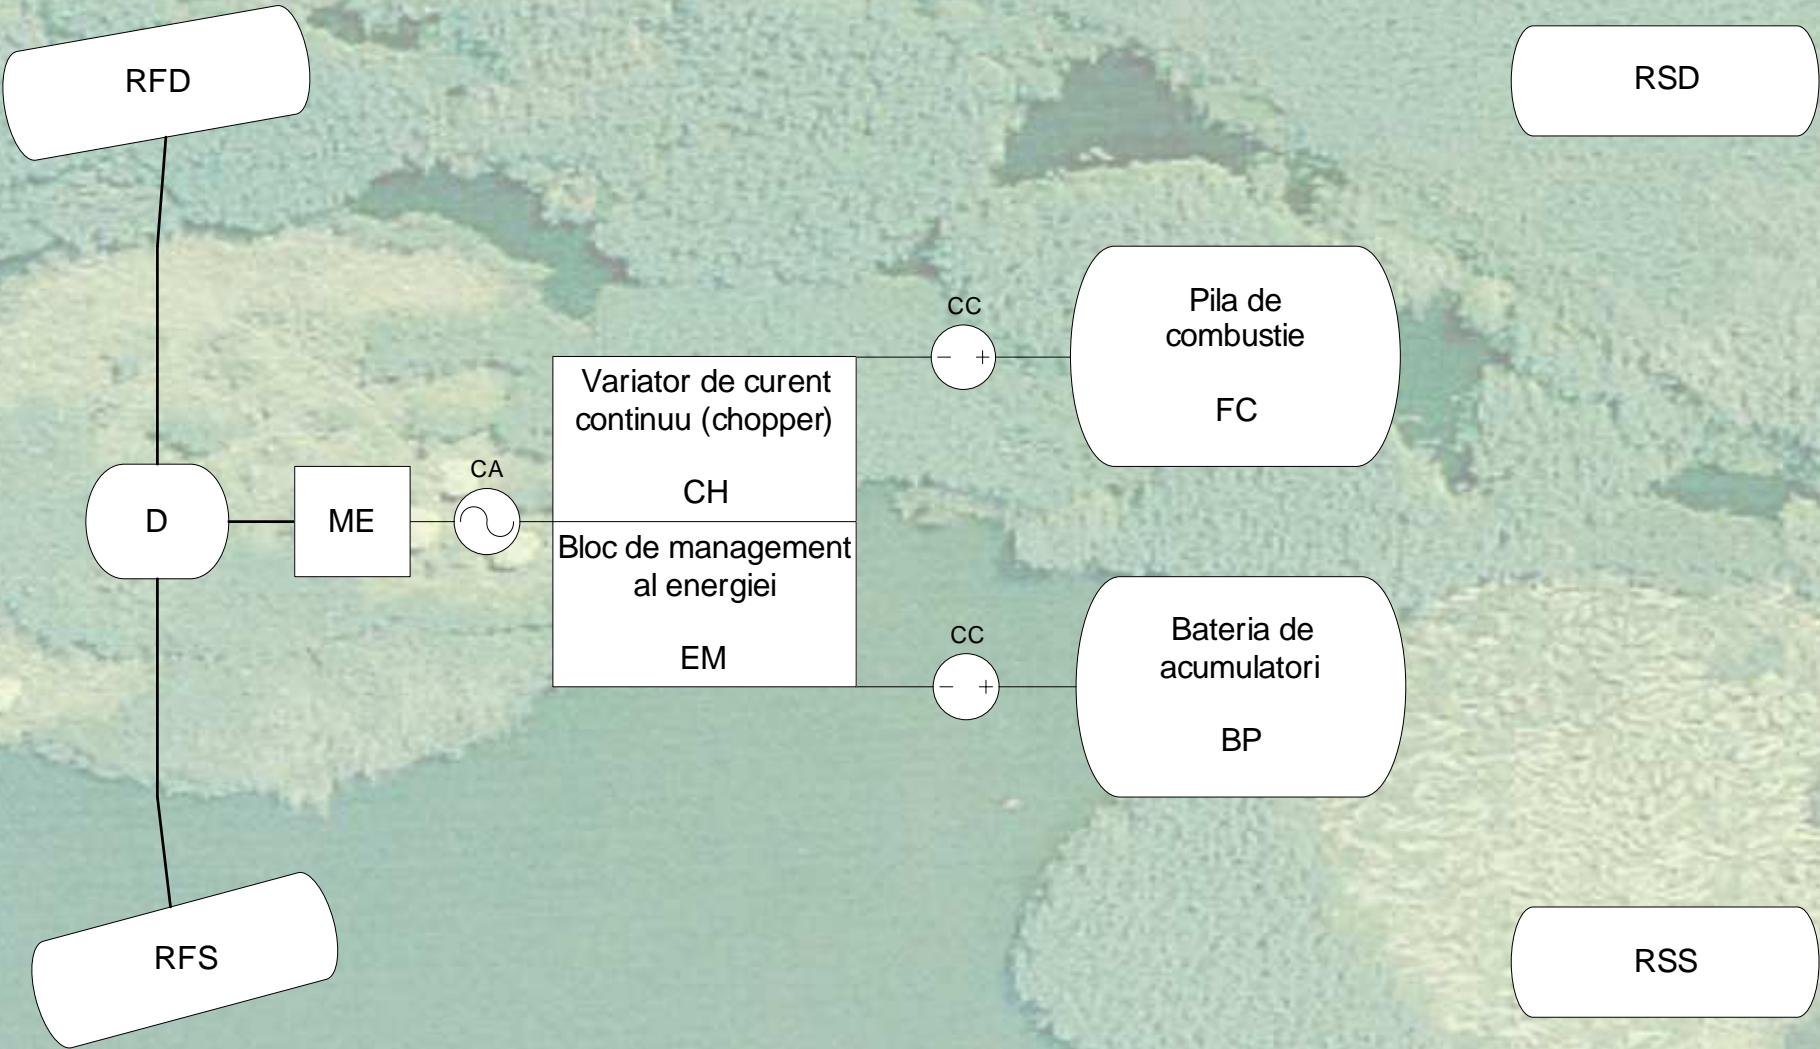 RFD
RSD
CC
Pila de
combustie
FC
Variator de curent
continuu (chopper)
CH
CA
D
ME
Bloc de management
al energiei
EM
CC
Bateria de
acumulatori
BP
RFS
RSS